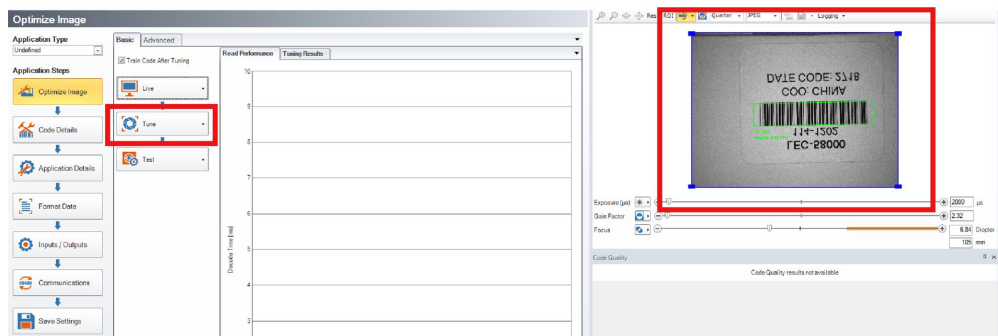 Optimize Image
Application Type
Undefined
Application Steps
Optimize Image
Code Details
Application Details
Format Data
Inputs / Outputs
Communications
Save Settings
Basic Advanced
Train Code After Tuning
Live
Tune
Test
Read Performance Tuning Results
Decode Time [ms]
10
9
8
7
6
4
3
ROI Quarter JPEG Logging
DATE CODE: 2718
COO: CHINA
114-1202
LEC-58000
Exposure (µs) 2000 µs
Gain Factor 2.32
Focus 6.84 Diopter
105 mm
Code Quality
Code Quality results not available